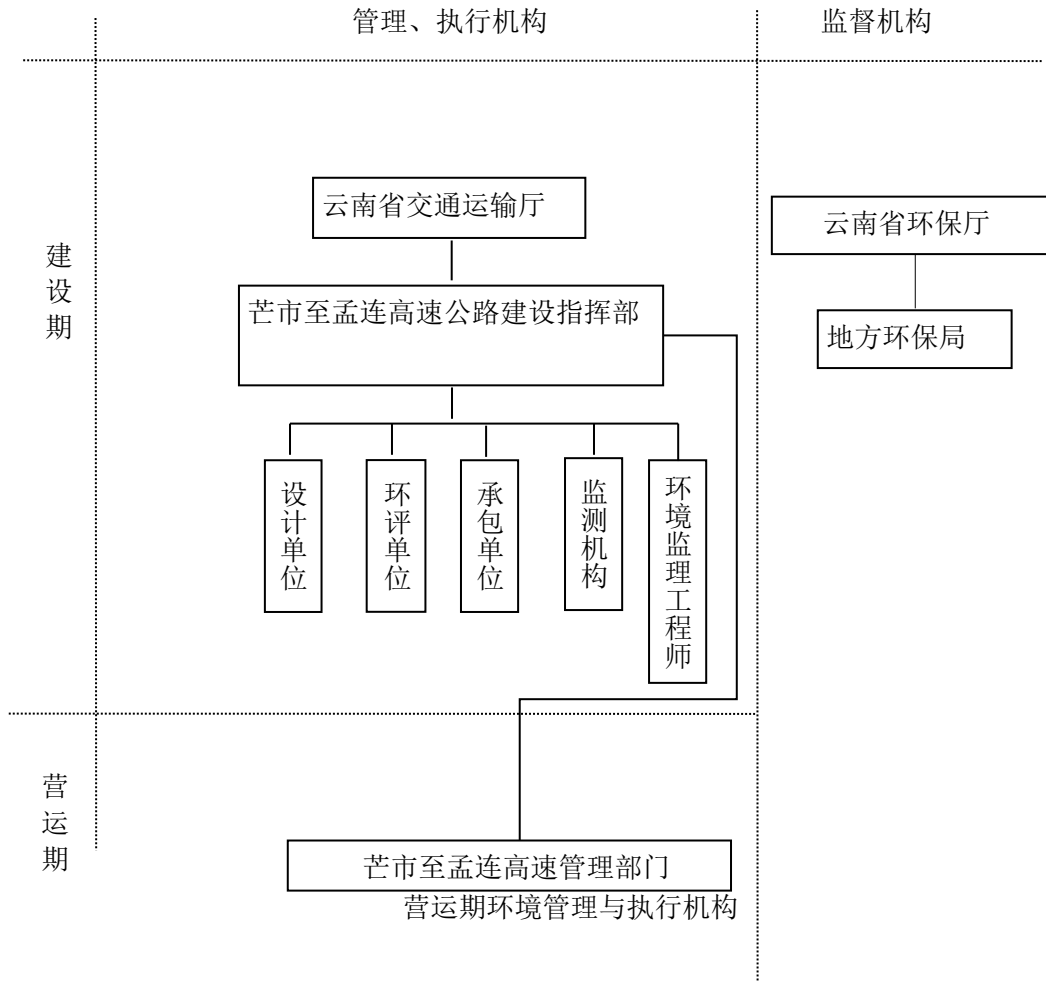 管理、执行机构
监督机构
建设期
云南省交通运输厅
云南省环保厅
芒市至孟连高速公路建设指挥部
地方环保局
设计单位
环评单位
承包单位
监测机构
环境监理工程师
营运期
芒市至孟连高速管理部门
营运期环境管理与执行机构